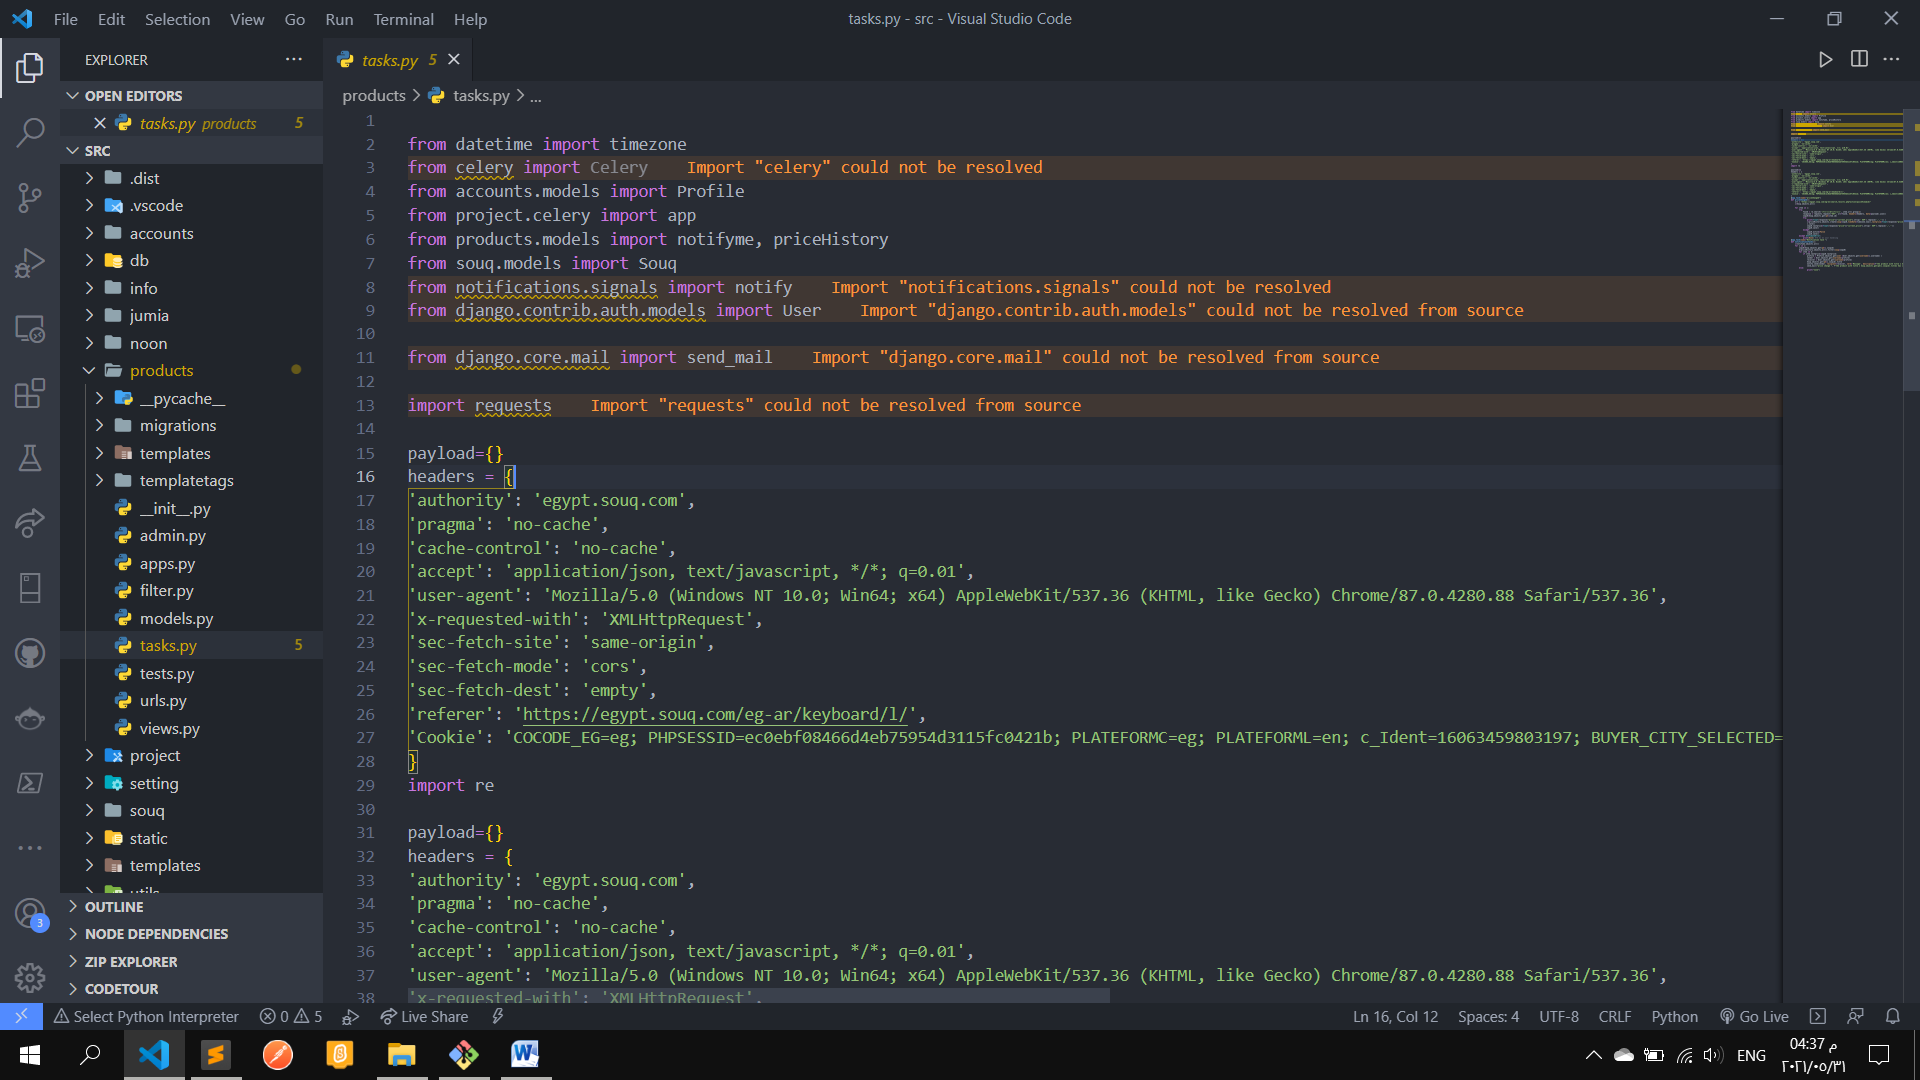 File Edit Selection View Go Run Terminal Help
tasks.py - src - Visual Studio Code
EXPLORER
OPEN EDITORS
tasks.py products 5
SRC
.dist
.vscode
accounts
db
info
jumia
noon
products
__pycache__
migrations
templates
templatetags
__init__.py
admin.py
apps.py
filter.py
models.py
tasks.py 5
tests.py
urls.py
views.py
project
setting
souq
static
templates
utils
OUTLINE
NODE DEPENDENCIES
ZIP EXPLORER
CODETOUR
3
tasks.py 5
products > tasks.py > ...
1
2 from datetime import timezone
3 from celery import Celery Import "celery" could not be resolved
4 from accounts.models import Profile
5 from project.celery import app
6 from products.models import notifyme, priceHistory
7 from souq.models import Souq
8 from notifications.signals import notify Import "notifications.signals" could not be resolved
9 from django.contrib.auth.models import User Import "django.contrib.auth.models" could not be resolved from source
10
11 from django.core.mail import send_mail Import "django.core.mail" could not be resolved from source
12
13 import requests Import "requests" could not be resolved from source
14
15 payload={}
16 headers = {
17 'authority': 'egypt.souq.com',
18 'pragma': 'no-cache',
19 'cache-control': 'no-cache',
20 'accept': 'application/json, text/javascript, */*; q=0.01',
21 'user-agent': 'Mozilla/5.0 (Windows NT 10.0; Win64; x64) AppleWebKit/537.36 (KHTML, like Gecko) Chrome/87.0.4280.88 Safari/537.36',
22 'x-requested-with': 'XMLHttpRequest',
23 'sec-fetch-site': 'same-origin',
24 'sec-fetch-mode': 'cors',
25 'sec-fetch-dest': 'empty',
26 'referer': 'https://egypt.souq.com/eg-ar/keyboard/l/',
27 'Cookie': 'COCODE_EG=eg; PHPSESSID=ec0ebf08466d4eb75954d3115fc0421b; PLATEFORMC=eg; PLATEFORML=en; c_Ident=16063459803197; BUYER_CITY_SELECTED=
28 }
29 import re
30
31 payload={}
32 headers = {
33 'authority': 'egypt.souq.com',
34 'pragma': 'no-cache',
35 'cache-control': 'no-cache',
36 'accept': 'application/json, text/javascript, */*; q=0.01',
37 'user-agent': 'Mozilla/5.0 (Windows NT 10.0; Win64; x64) AppleWebKit/537.36 (KHTML, like Gecko) Chrome/87.0.4280.88 Safari/537.36',
38 'x-requested-with': 'XMLHttpRequest',
Select Python Interpreter 0 5 Live Share Ln 16, Col 12 Spaces: 4 UTF-8 CRLF Python Go Live
ENG
04:37 م
٢٠٢١/٠٥/٣١